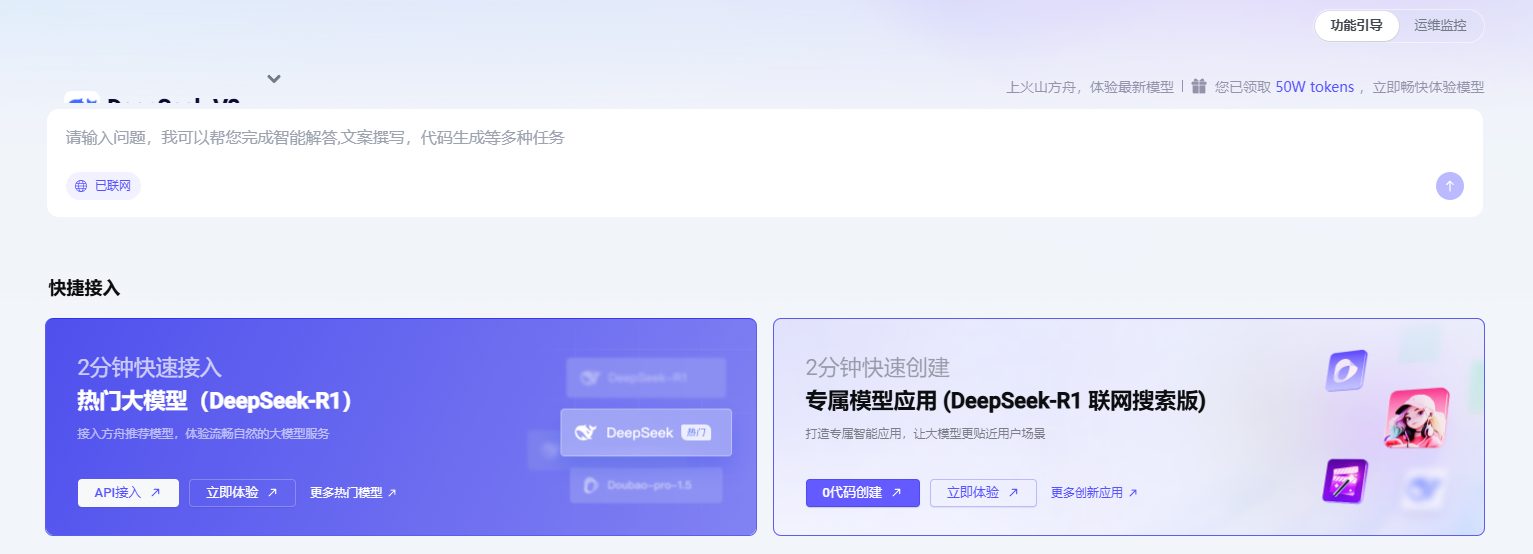 功能引导 运维监控
上火山方舟，体验最新模型 | 您已领取 50W tokens ，立即畅快体验模型
请输入问题，我可以帮您完成智能解答,文案撰写，代码生成等多种任务
已联网
快捷接入
2分钟快速接入
热门大模型（DeepSeek-R1）
接入方舟推荐模型，体验流畅自然的大模型服务
API接入 立即体验 更多热门模型
DeepSeek-R1
DeepSeek 热门
Doubao-pro-1.5
2分钟快速创建
专属模型应用 (DeepSeek-R1 联网搜索版)
打造专属智能应用，让大模型更贴近用户场景
0代码创建 立即体验 更多创新应用